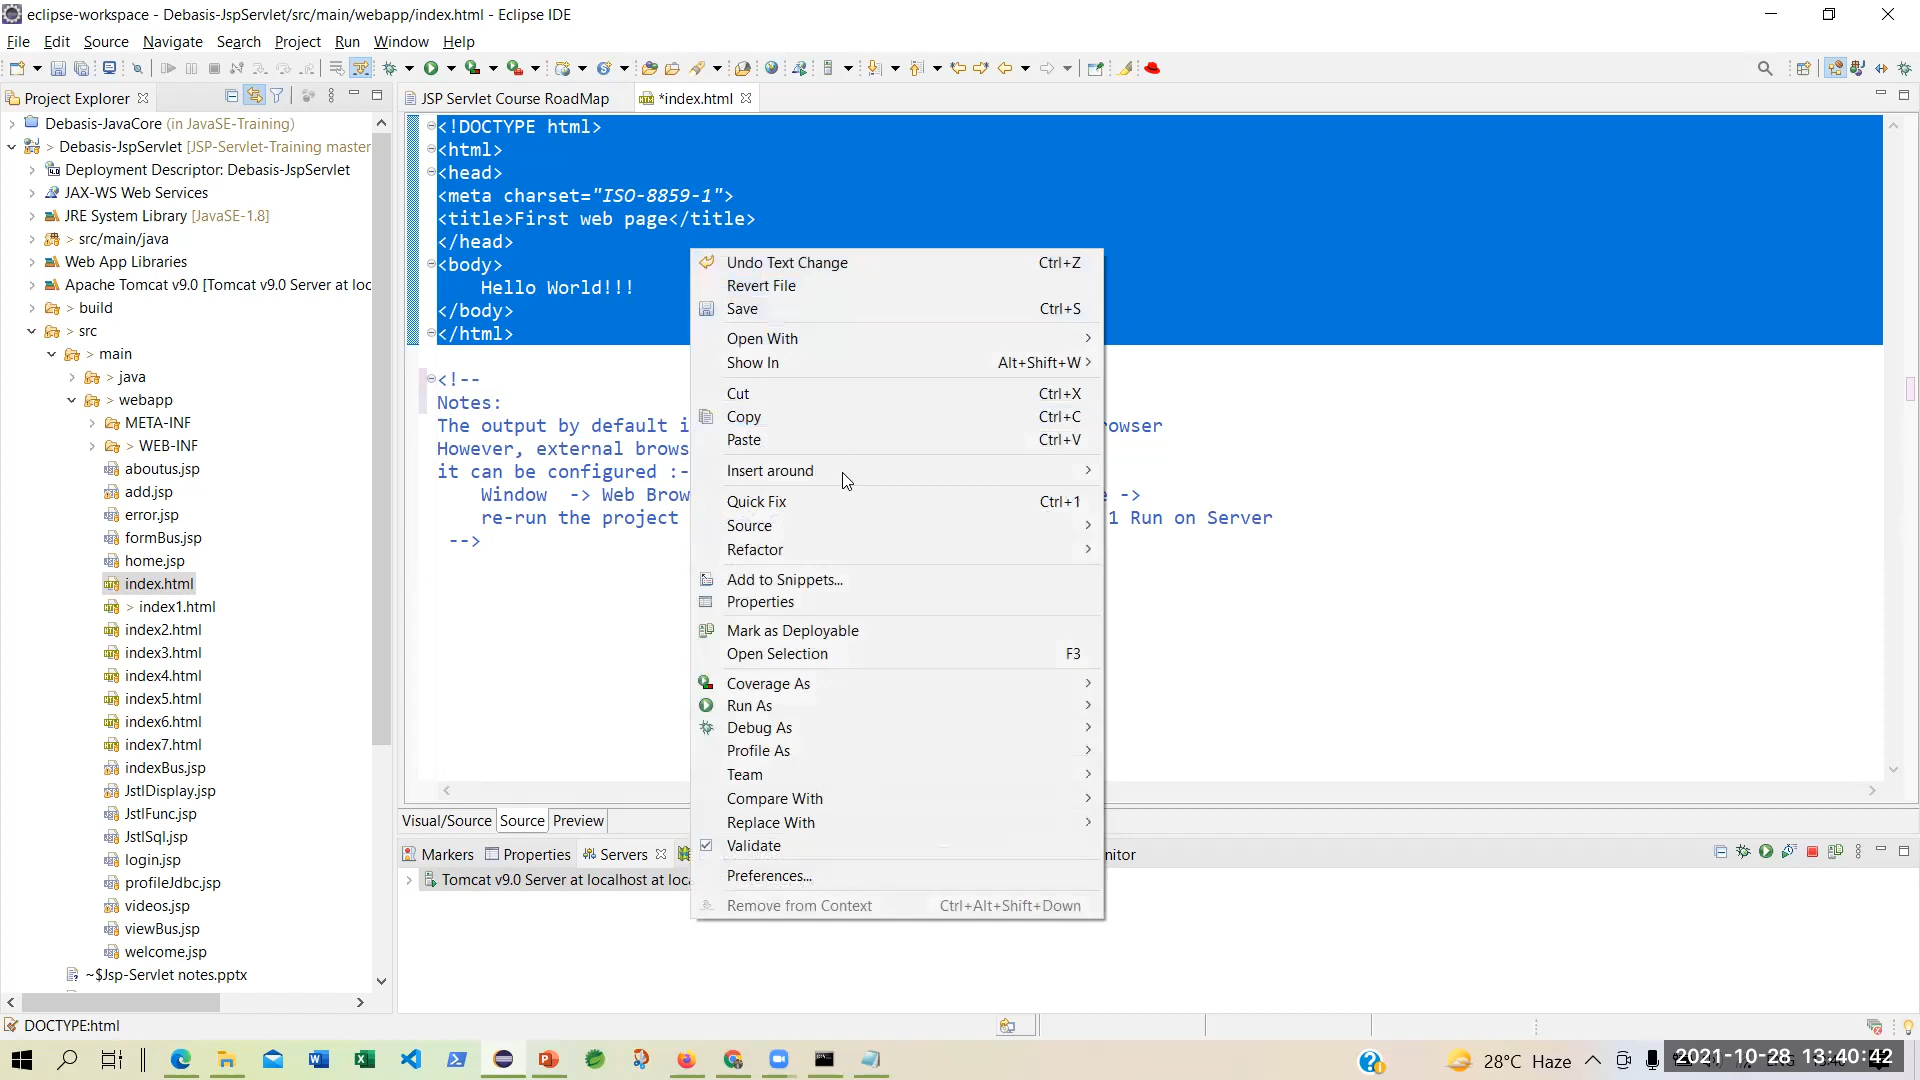 eclipse-workspace - Debasis-JspServlet/src/main/webapp/index.html - Eclipse IDE
File Edit Source Navigate Search Project Run Window Help
Project Explorer
JSP Servlet Course RoadMap
*index.html
Debasis-JavaCore (in JavaSE-Training)
> Debasis-JspServlet [JSP-Servlet-Training master
Deployment Descriptor: Debasis-JspServlet
JAX-WS Web Services
JRE System Library [JavaSE-1.8]
> src/main/java
Web App Libraries
Apache Tomcat v9.0 [Tomcat v9.0 Server at loc
> build
> src
> main
> java
> webapp
META-INF
> WEB-INF
aboutus.jsp
add.jsp
error.jsp
formBus.jsp
home.jsp
index.html
> index1.html
index2.html
index3.html
index4.html
index5.html
index6.html
index7.html
indexBus.jsp
JstlDisplay.jsp
JstlFunc.jsp
JstlSql.jsp
login.jsp
profileJdbc.jsp
videos.jsp
viewBus.jsp
welcome.jsp
~$Jsp-Servlet notes.pptx
<!DOCTYPE html>
<html>
<head>
<meta charset="ISO-8859-1">
<title>First web page</title>
</head>
<body>
Hello World!!!
</body>
</html>
<!--
Notes:
The output by default i
owser
However, external brows
it can be configured :-
Window -> Web Brow
e ->
re-run the project
1 Run on Server
-->
Undo Text Change Ctrl+Z
Revert File
Save Ctrl+S
Open With
Show In Alt+Shift+W
Cut Ctrl+X
Copy Ctrl+C
Paste Ctrl+V
Insert around
Quick Fix Ctrl+1
Source
Refactor
Add to Snippets...
Properties
Mark as Deployable
Open Selection F3
Coverage As
Run As
Debug As
Profile As
Team
Compare With
Replace With
Validate
Preferences...
Remove from Context Ctrl+Alt+Shift+Down
Visual/Source Source Preview
Markers Properties Servers
nitor
Tomcat v9.0 Server at localhost at loca
DOCTYPE:html
28°C Haze
2021-10-28 13:40:42